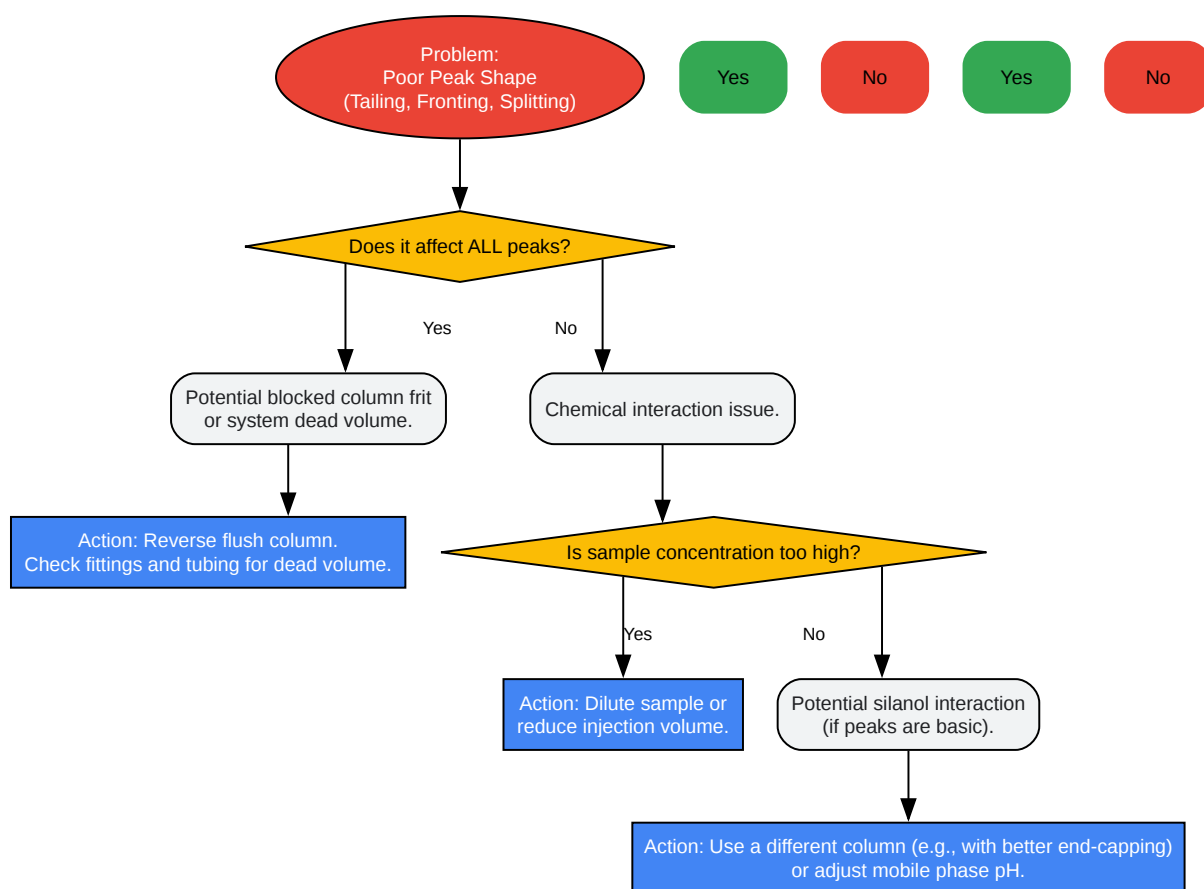 Problem:
Poor Peak Shape
(Tailing, Fronting, Splitting)
Yes
No
Yes
No
Does it affect ALL peaks?
Yes
No
Potential blocked column frit
or system dead volume.
Chemical interaction issue.
Action: Reverse flush column.
Check fittings and tubing for dead volume.
Is sample concentration too high?
Yes
No
Action: Dilute sample or
reduce injection volume.
Potential silanol interaction
(if peaks are basic).
Action: Use a different column (e.g., with better end-capping)
or adjust mobile phase pH.